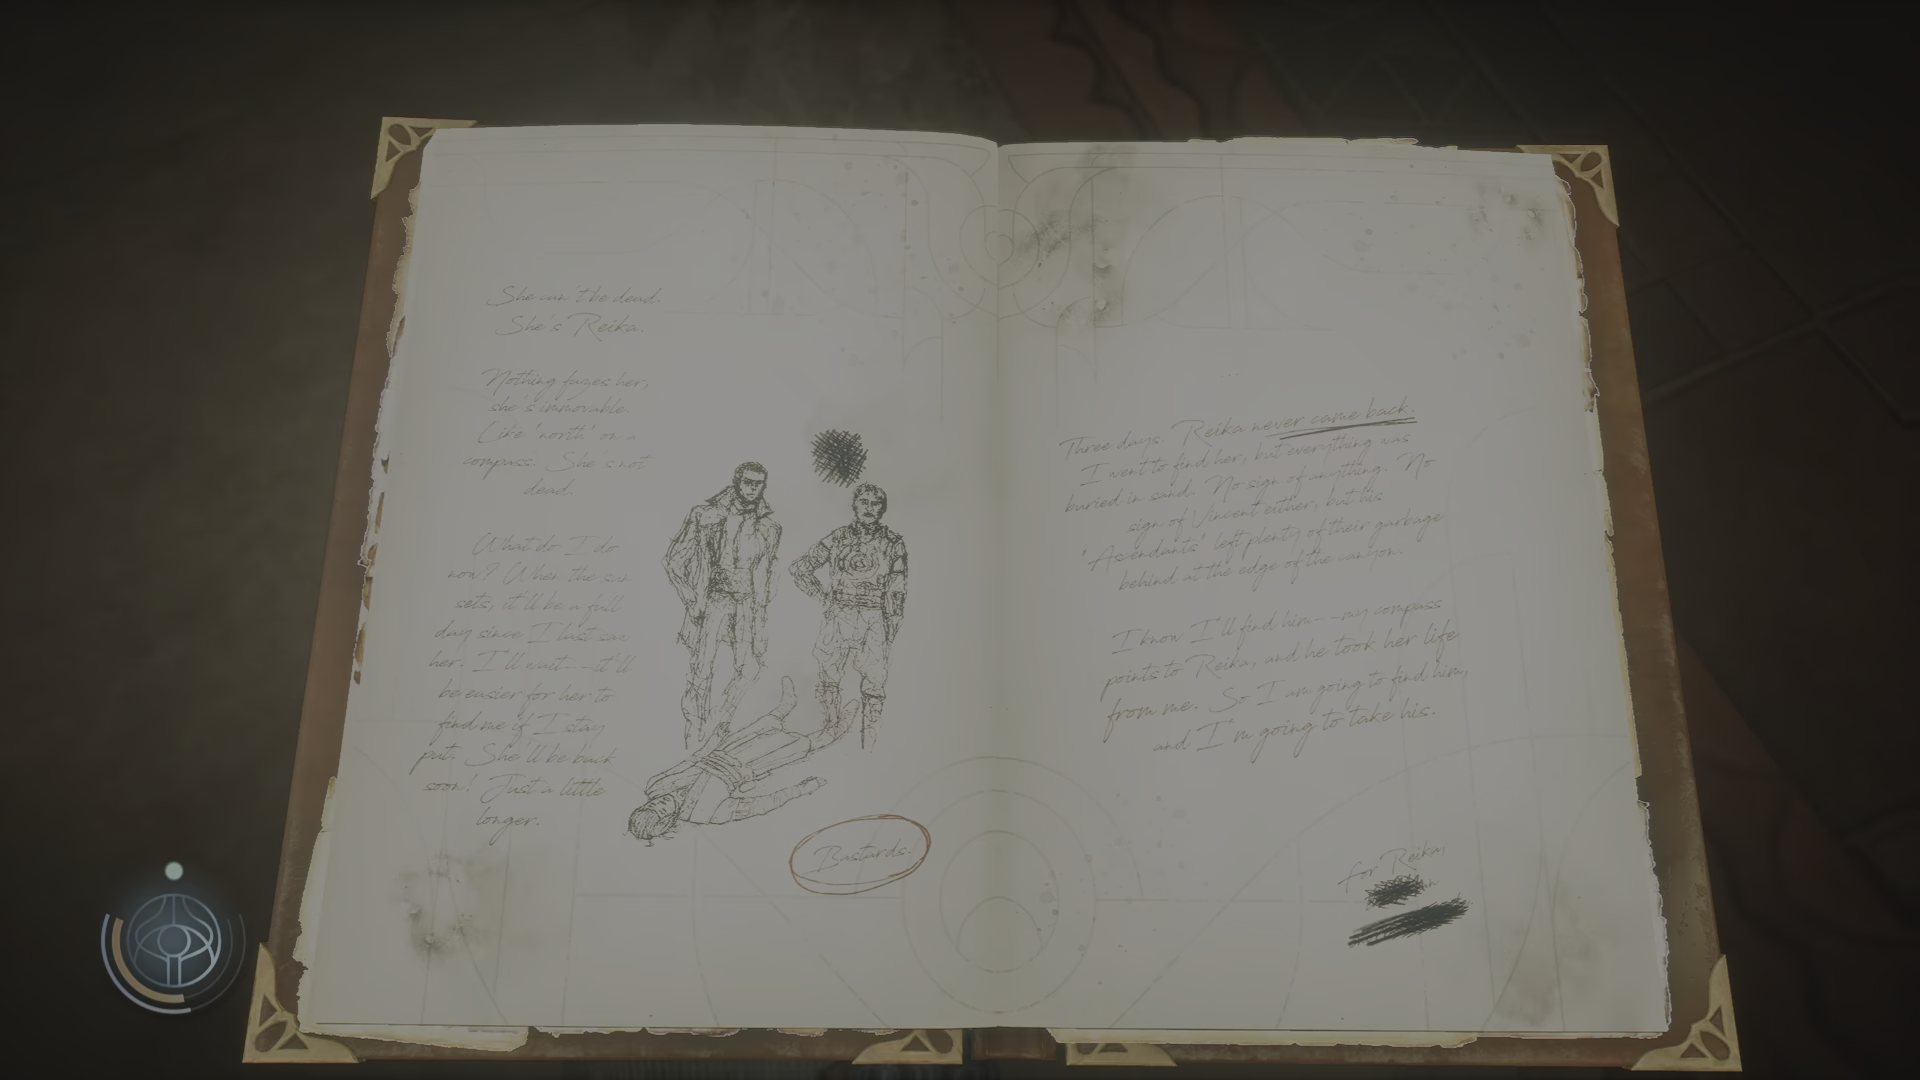 She can't be dead.
She's Reika.
Nothing fazes her,
she's immovable.
Like 'north' on a
compass. She's not
dead.
What do I do
now? When the sun
sets, it'll be a full
day since I last saw
her. I'll wait--it'll
be easier for her to
find me if I stay
put. She'll be back
soon! Just a little
longer.
Bastards!
Three days. Reika never came back.
I went to find her, but everything was
buried in sand. No sign of anything. No
sign of Vincent either, but his
'Ascendants' left plenty of their garbage
behind at the edge of the canyon.
I know I'll find him--my compass
points to Reika, and he took her life
from me. So I am going to find him,
and I'm going to take his.
for Reika,